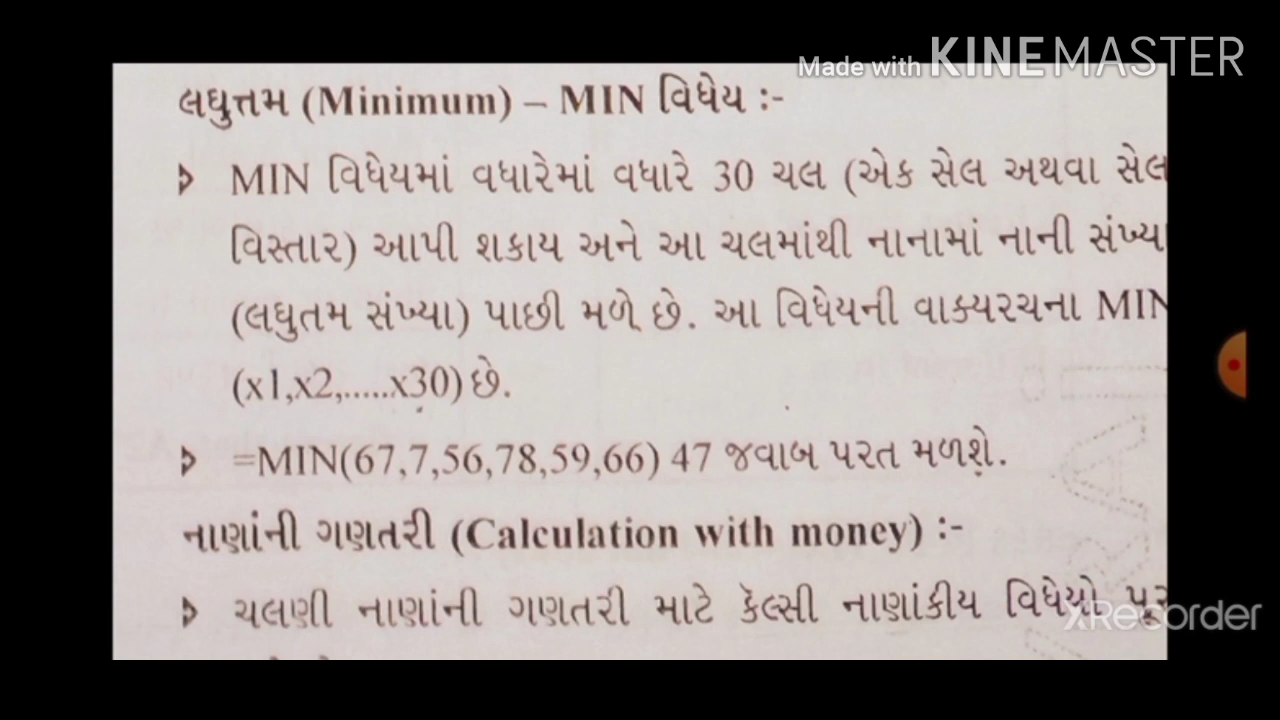 Made with KINEMASTER
લઘુત્તમ (Minimum) – MIN વિધેય :-
MIN વિધેયમાં વધારેમાં વધારે 30 ચલ (એક સેલ અથવા સેલ
વિસ્તાર) આપી શકાય અને આ ચલમાંથી નાનામાં નાની સંખ્યા
(લઘુતમ સંખ્યા) પાછી મળે છે. આ વિધેયની વાક્યરચના MIN
(x1,x2,.....x30) છે.
=MIN(67,7,56,78,59,66) 47 જવાબ પરત મળશે.
નાણાંની ગણતરી (Calculation with money) :-
ચલણી નાણાંની ગણતરી માટે કેલ્સી નાણાંકીય વિધેયો
XRecorder